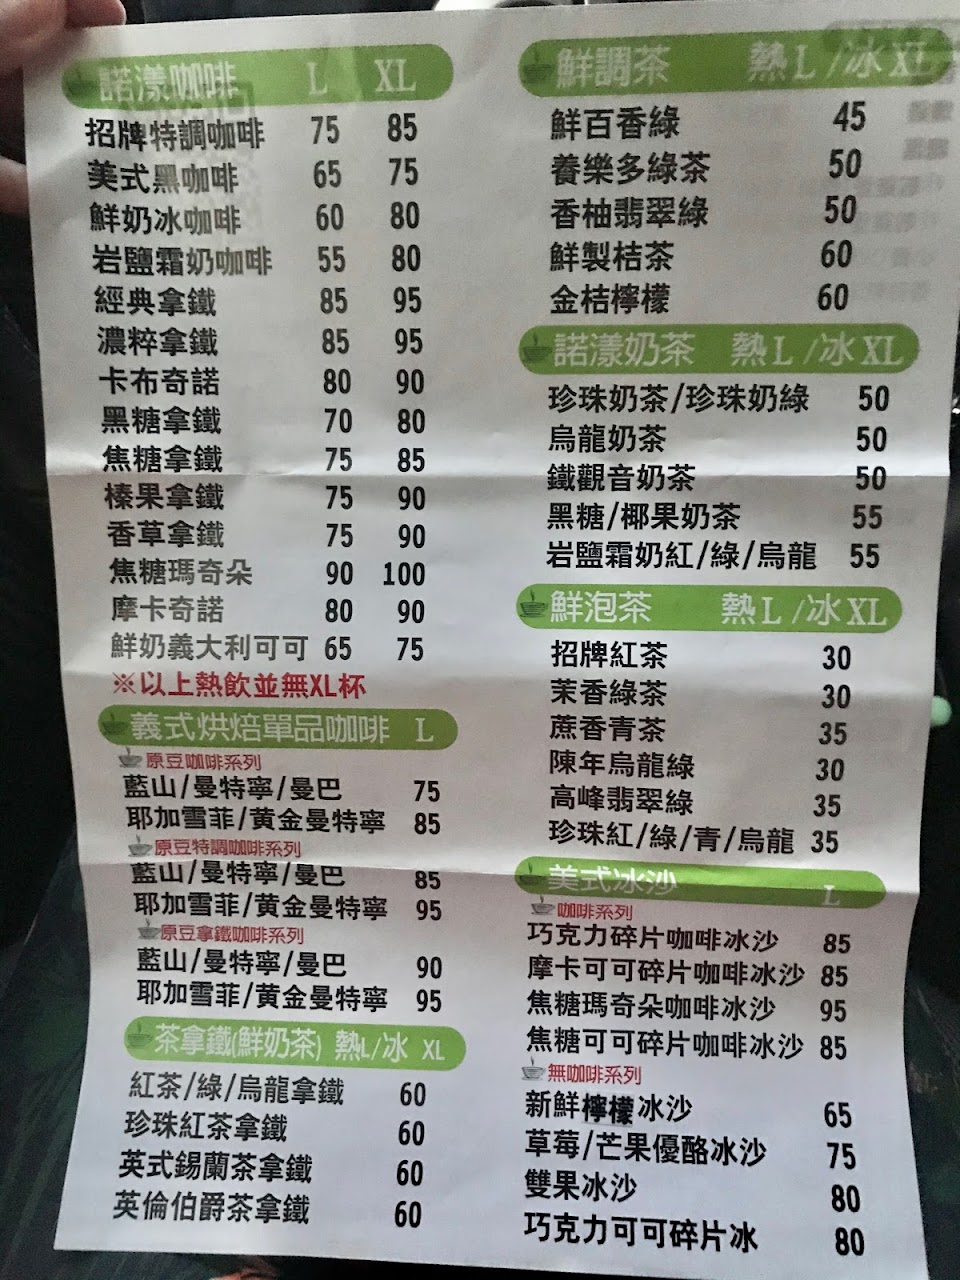 諾漾咖啡 L XL
招牌特調咖啡 75 85
美式黑咖啡 65 75
鮮奶冰咖啡 60 80
岩鹽霜奶咖啡 55 80
經典拿鐵 85 95
濃粹拿鐵 85 95
卡布奇諾 80 90
黑糖拿鐵 70 80
焦糖拿鐵 75 85
榛果拿鐵 75 90
香草拿鐵 75 90
焦糖瑪奇朵 90 100
摩卡奇諾 80 90
鮮奶義大利可可 65 75
※以上熱飲並無XL杯
義式烘焙單品咖啡 L
原豆咖啡系列
藍山/曼特寧/曼巴 75
耶加雪菲/黃金曼特寧 85
原豆特調咖啡系列
藍山/曼特寧/曼巴 85
耶加雪菲/黃金曼特寧 95
原豆拿鐵咖啡系列
藍山/曼特寧/曼巴 90
耶加雪菲/黃金曼特寧 95
茶拿鐵(鮮奶茶) 熱L/冰 XL
紅茶/綠/烏龍拿鐵 60
珍珠紅茶拿鐵 60
英式錫蘭茶拿鐵 60
英倫伯爵茶拿鐵 60
鮮調茶 熱L/冰XL
鮮百香綠 45
養樂多綠茶 50
香柚翡翠綠 50
鮮製桔茶 60
金桔檸檬 60
諾漾奶茶 熱L/冰XL
珍珠奶茶/珍珠奶綠 50
烏龍奶茶 50
鐵觀音奶茶 50
黑糖/椰果奶茶 55
岩鹽霜奶紅/綠/烏龍 55
鮮泡茶 熱L/冰XL
招牌紅茶 30
茉香綠茶 30
蔗香青茶 35
陳年烏龍綠 30
高峰翡翠綠 35
珍珠紅/綠/青/烏龍 35
美式冰沙 L
咖啡系列
巧克力碎片咖啡冰沙 85
摩卡可可碎片咖啡冰沙 85
焦糖瑪奇朵咖啡冰沙 95
焦糖可可碎片咖啡冰沙 85
無咖啡系列
新鮮檸檬冰沙 65
草莓/芒果優酪冰沙 75
雙果冰沙 80
巧克力可可碎片冰 80